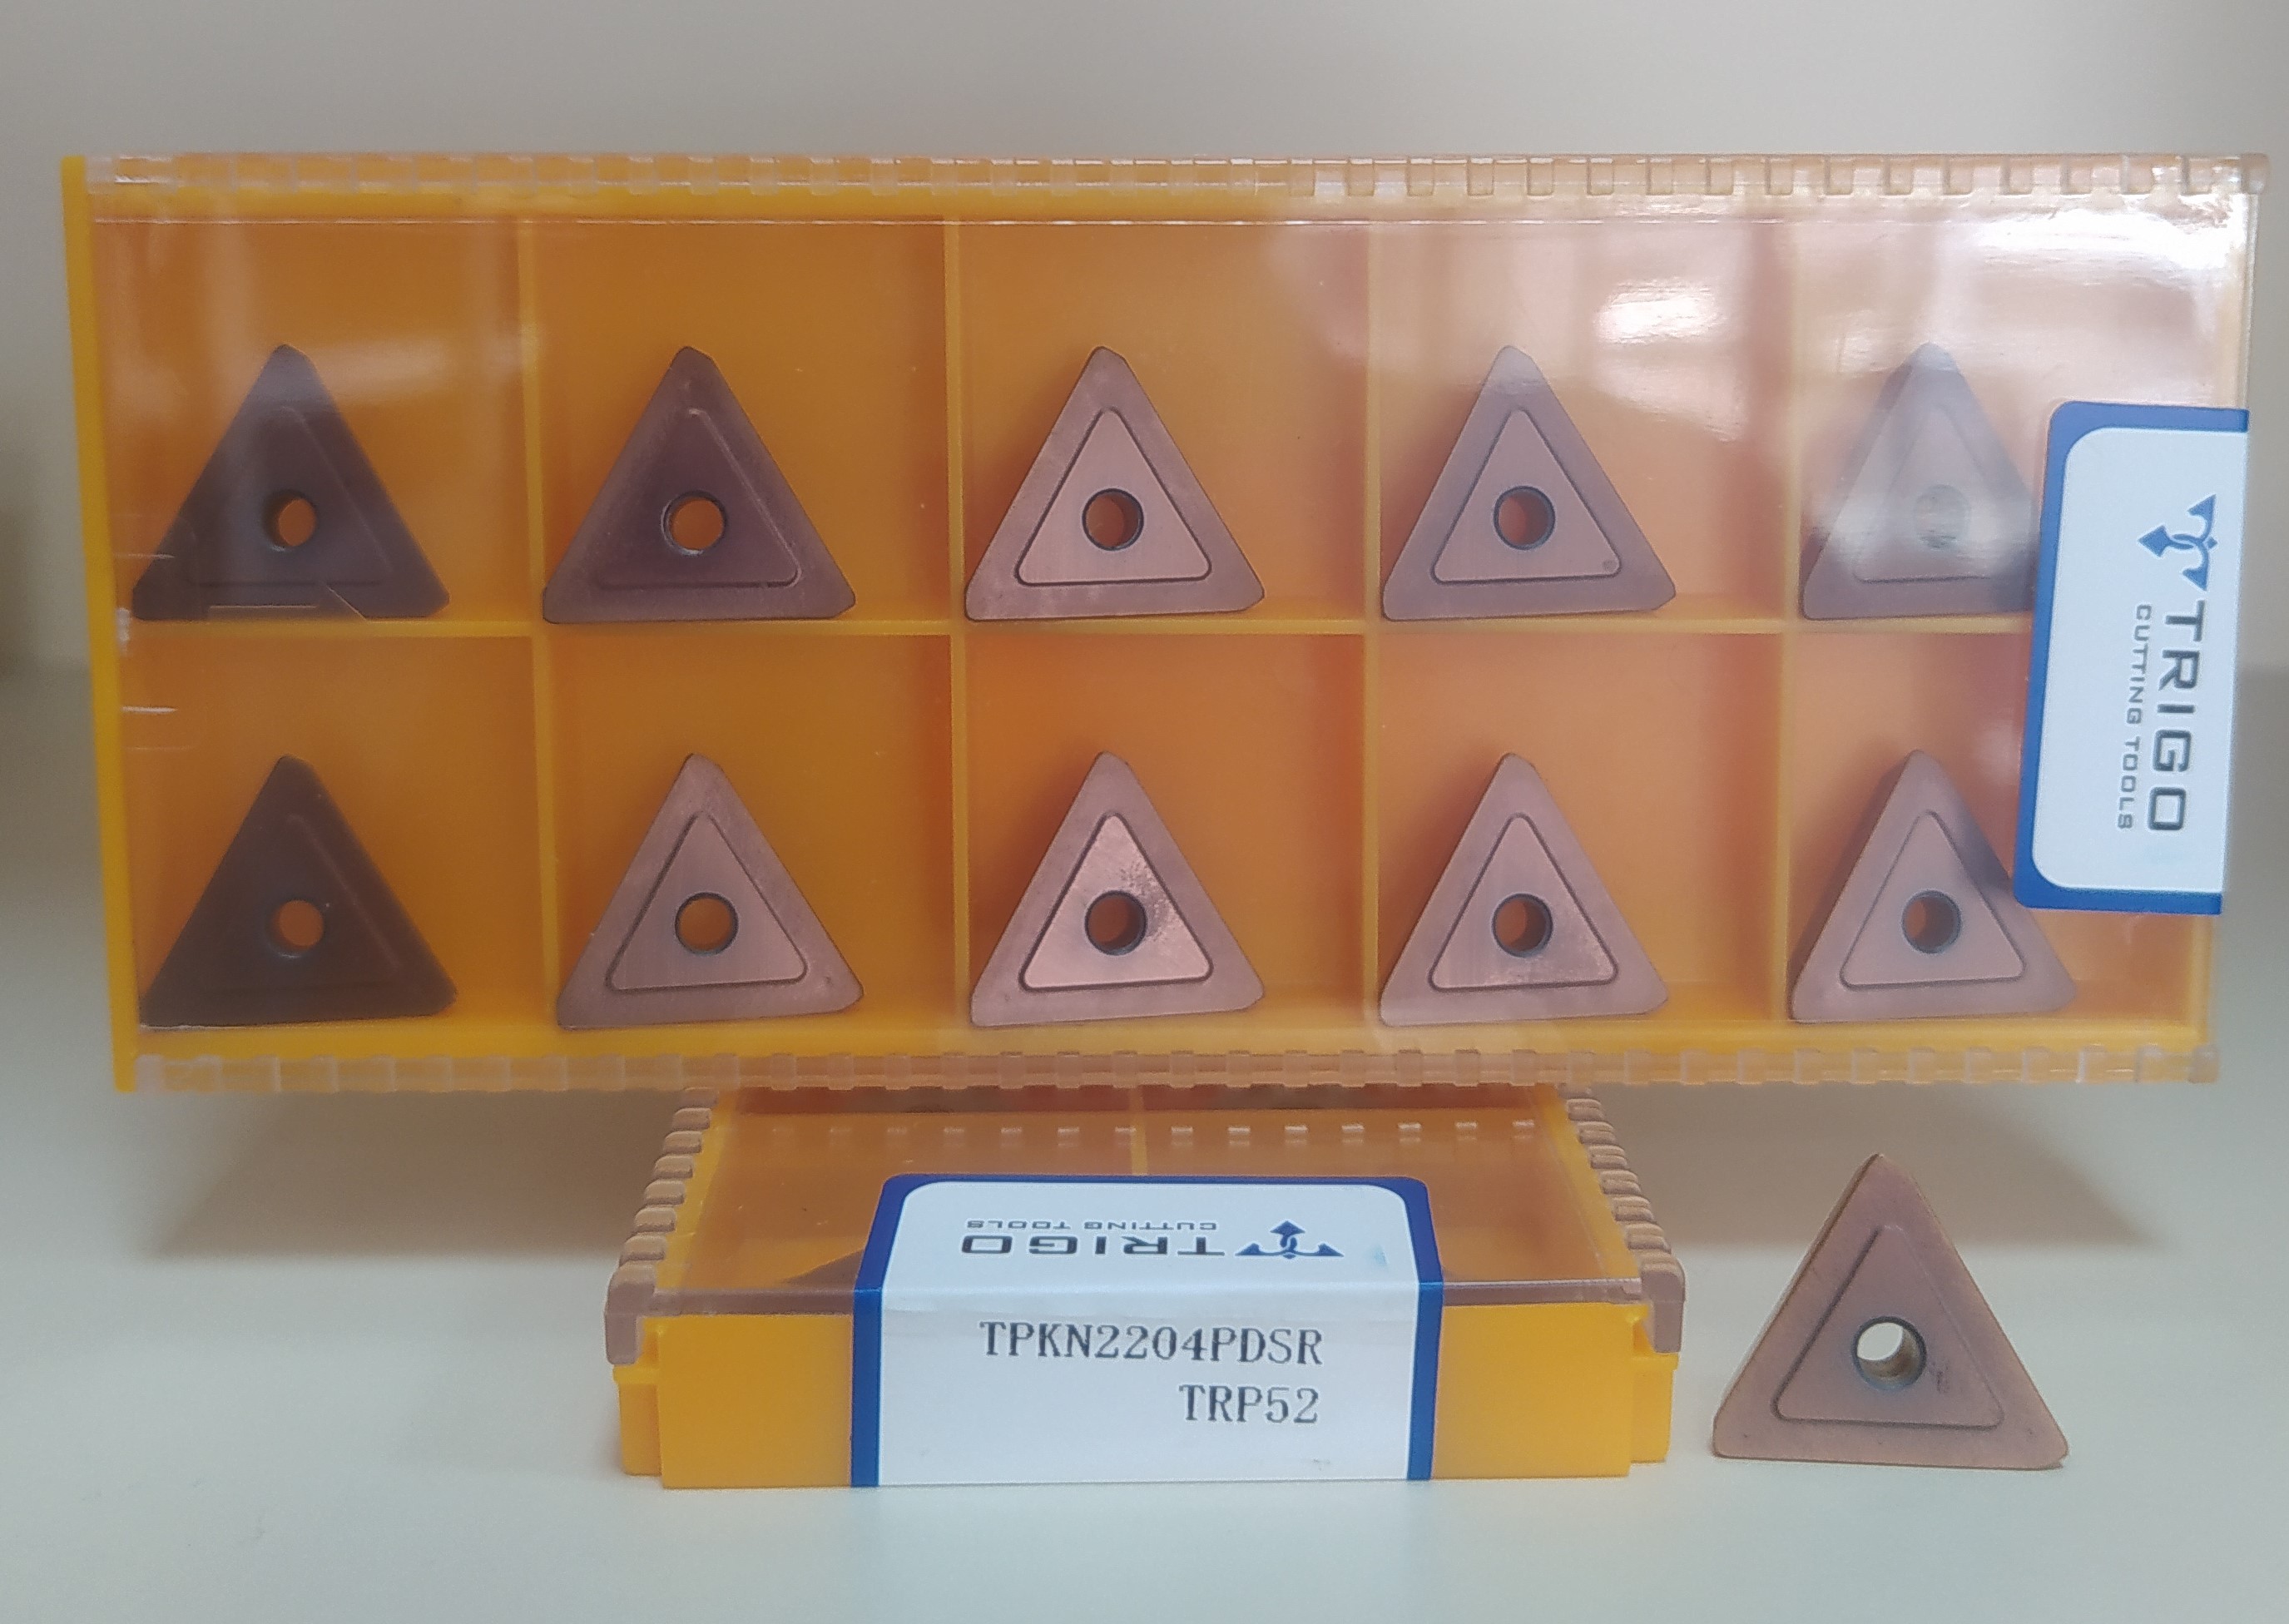 TRIGO
CUTTING TOOLS
TRIGO
CUTTING TOOLS
TPKN2204PDSR
TRP52